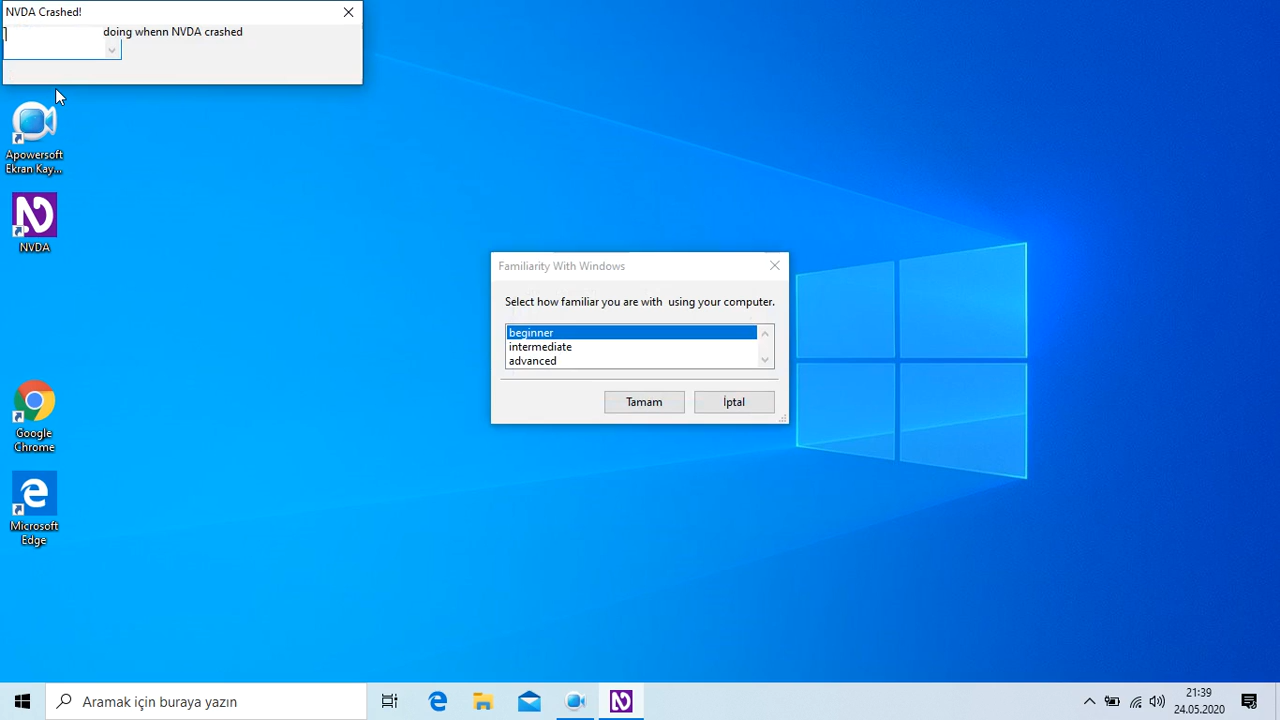 NVDA Crashed!
doing whenn NVDA crashed
Apowersoft
Ekran Kay...
NVDA
Familiarity With Windows
Select how familiar you are with  using your computer.
beginner
intermediate
advanced
Tamam
İptal
Google
Chrome
Microsoft
Edge
Aramak için buraya yazın
21:39
24.05.2020